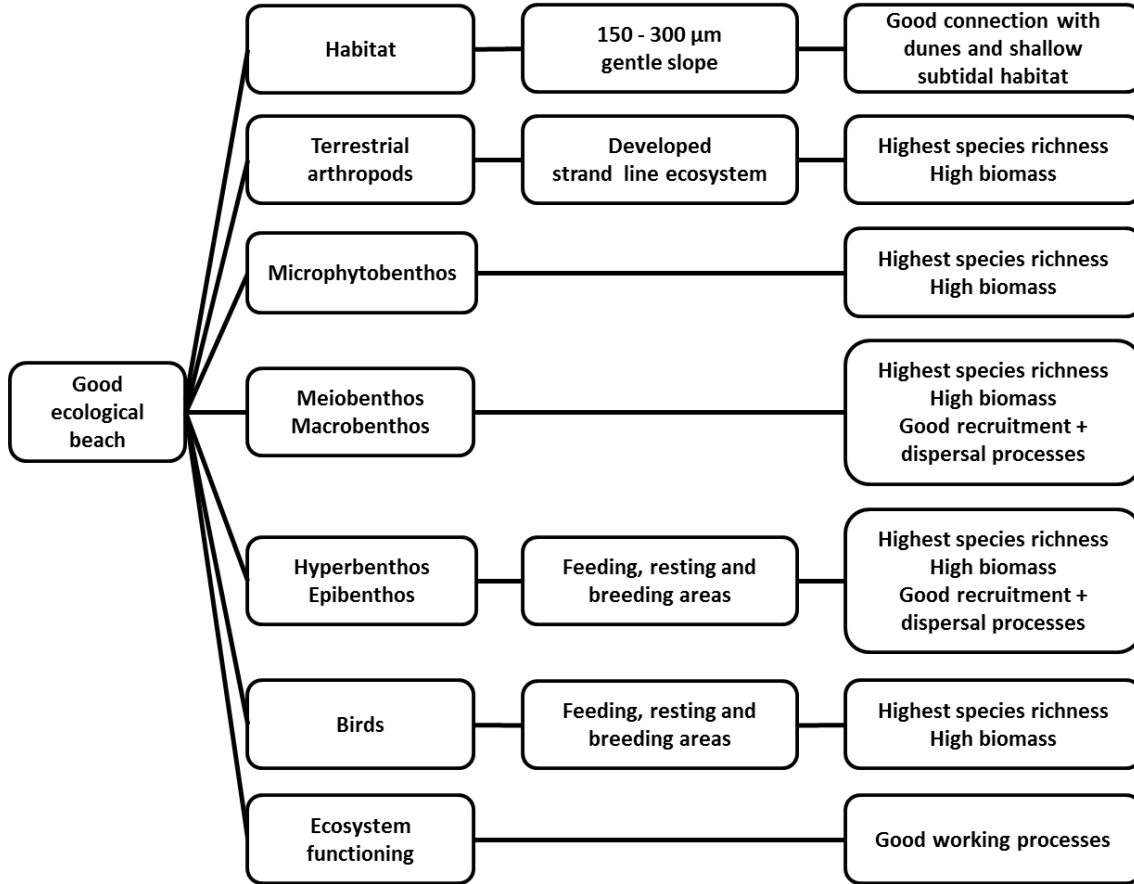 Habitat
150 - 300 µm
gentle slope
Good connection with
dunes and shallow
subtidal habitat
Terrestrial
arthropods
Developed
strand line ecosystem
Highest species richness
High biomass
Microphytobenthos
Highest species richness
High biomass
Good
ecological
beach
Meiobenthos
Macrobenthos
Highest species richness
High biomass
Good recruitment +
dispersal processes
Hyperbenthos
Epibenthos
Feeding, resting and
breeding areas
Highest species richness
High biomass
Good recruitment +
dispersal processes
Birds
Feeding, resting and
breeding areas
Highest species richness
High biomass
Ecosystem
functioning
Good working processes